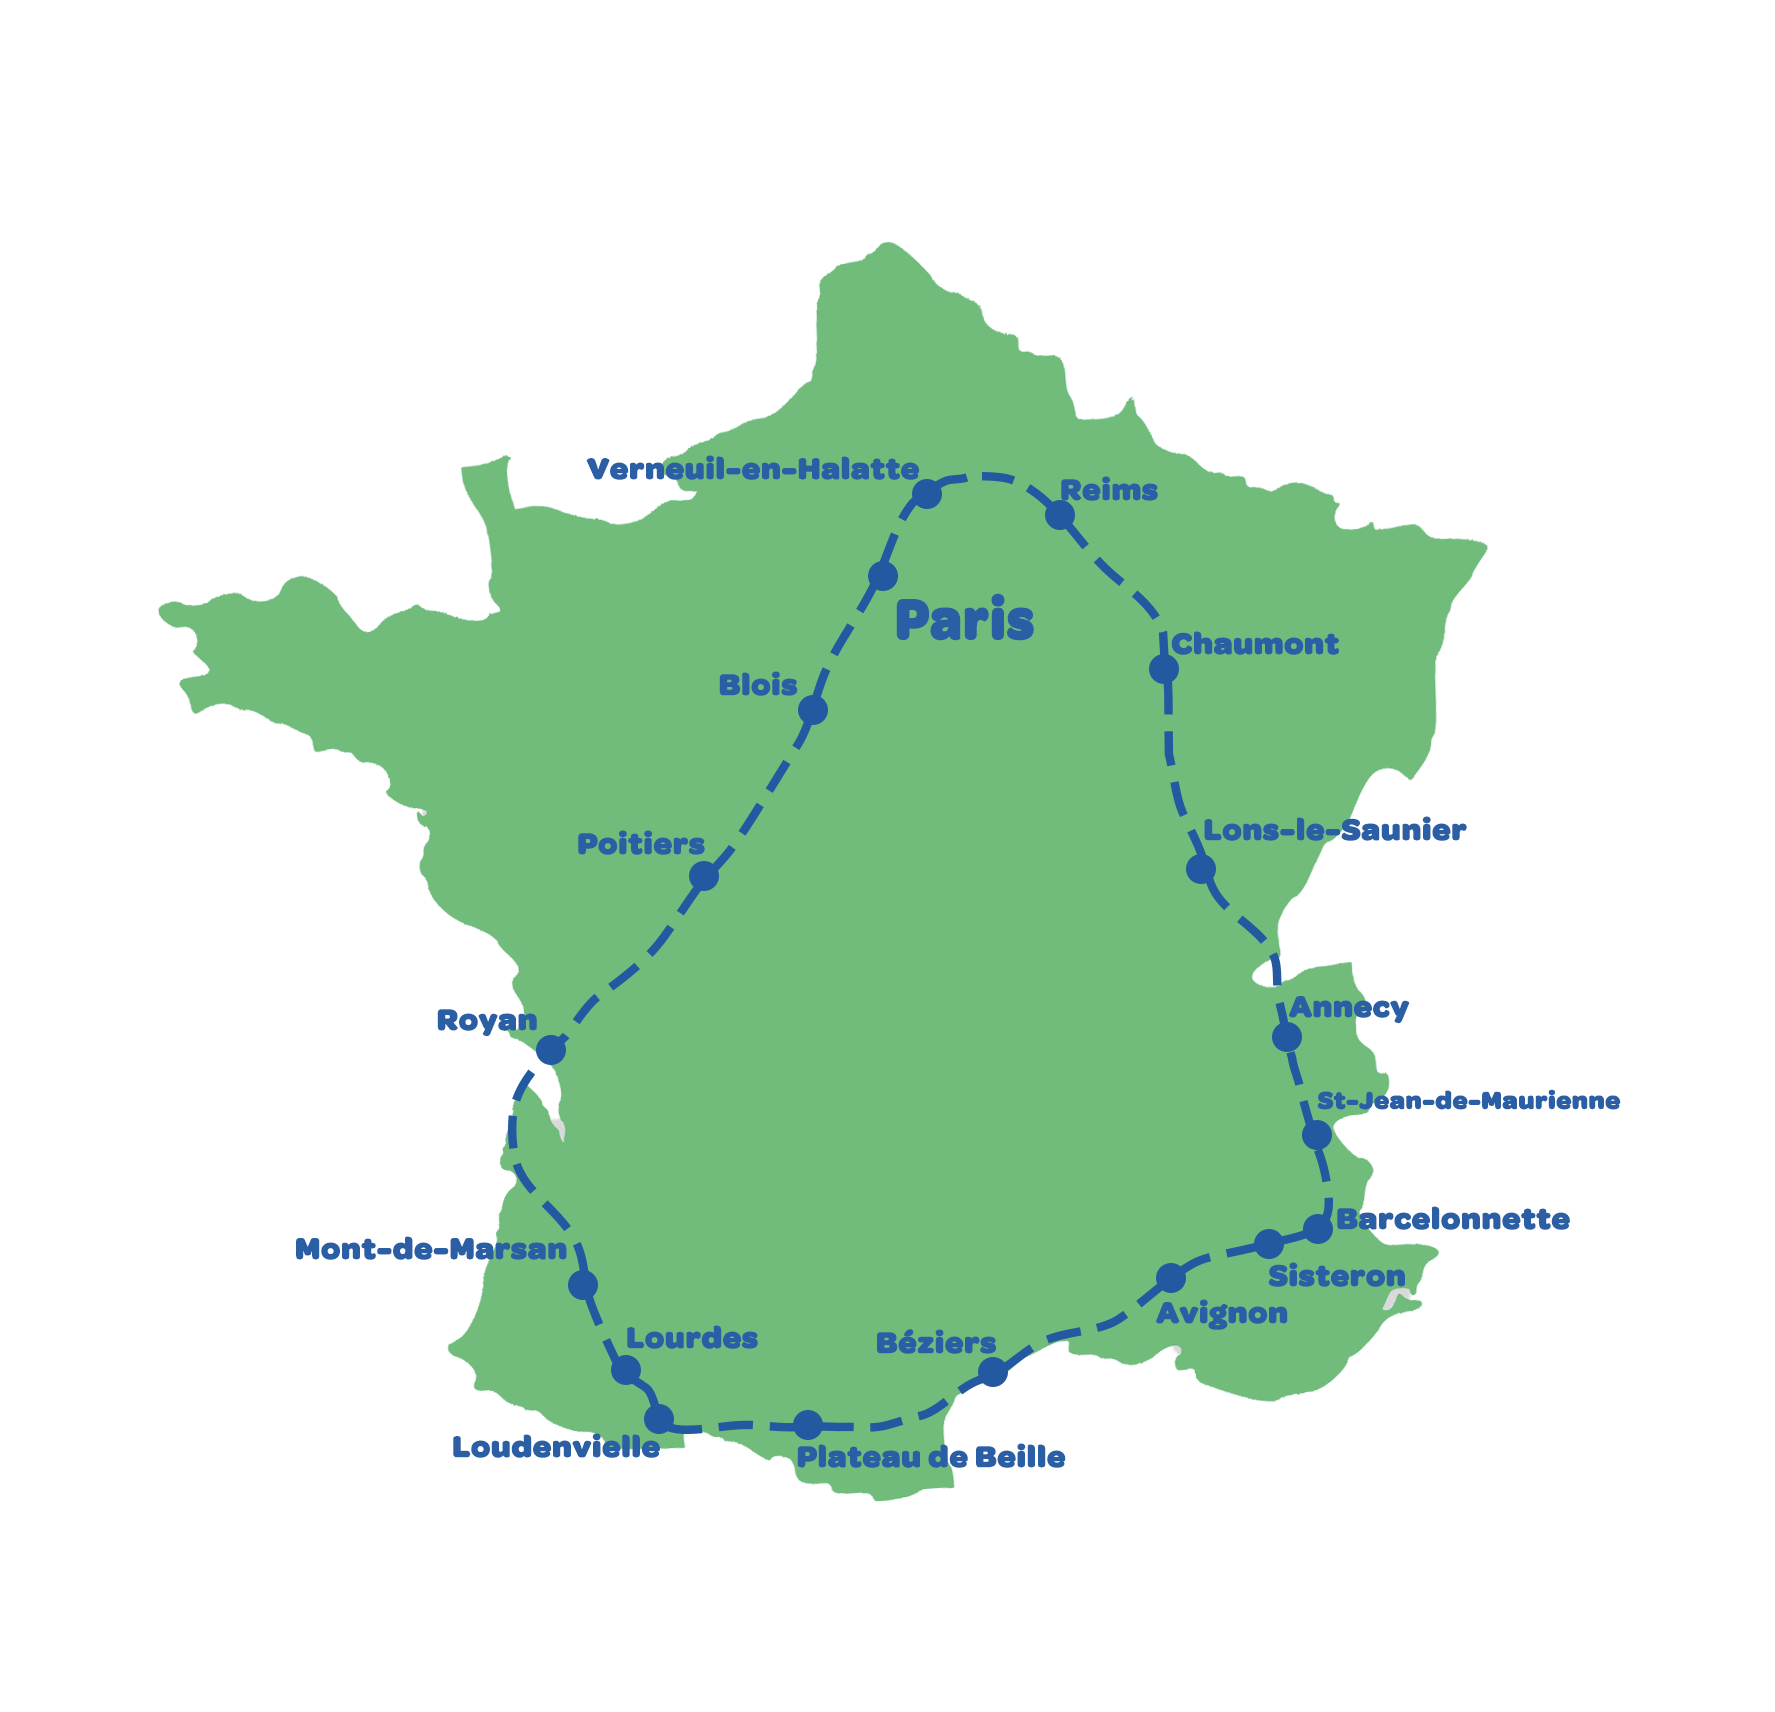 Verneuil-en-Halatte
Reims
Paris
Chaumont
Blois
Lons-le-Saunier
Poitiers
Annecy
Royan
St-Jean-de-Maurienne
Barcelonnette
Mont-de-Marsan
Sisteron
Avignon
Lourdes
Béziers
Loudenvielle
Plateau de Beille